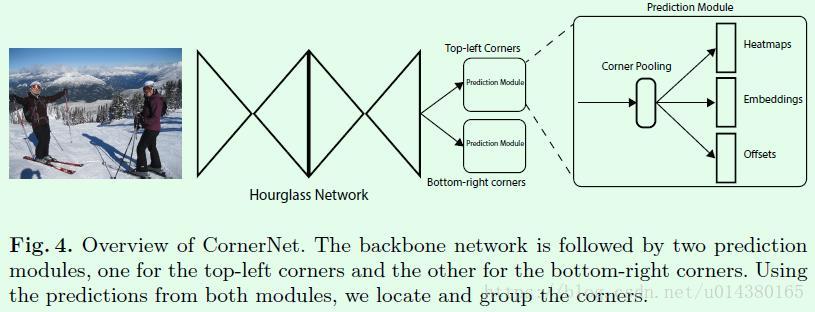 Prediction Module
Top-left Corners
Heatmaps
Corner Pooling
Prediction Module
Embeddings
Prediction Module
Offsets
Bottom-right corners
Hourglass Network
Fig. 4. Overview of CornerNet. The backbone network is followed by two prediction
modules, one for the top-left corners and the other for the bottom-right corners. Using
the predictions from both modules, we locate and group the corners.
https://blog.csdn.net/u014380165